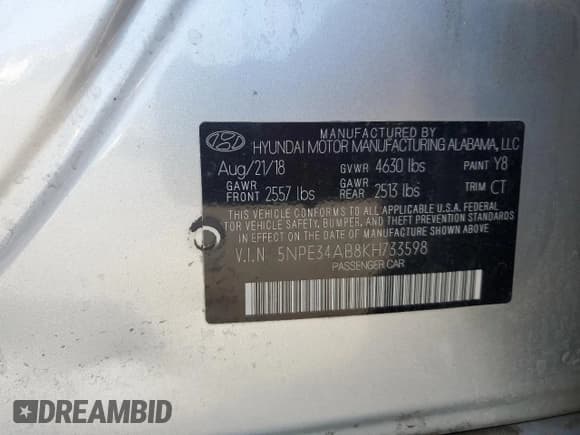 MANUFACTURED BY
HYUNDAI MOTOR MANUFACTURING ALABAMA, LLC
Aug/21/18 GVWR 4630 lbs PAINT Y8
GAWR FRONT 2557 lbs GAWR REAR 2513 lbs TRIM CT
THIS VEHICLE CONFORMS TO ALL APPLICABLE U.S.A. FEDERAL
MOTOR VEHICLE SAFETY, BUMPER, AND THEFT PREVENTION STANDARDS
IN EFFECT ON THE DATE OF MANUFACTURE SHOWN ABOVE.
V.I.N 5NPE34AB8KH733598
PASSENGER CAR
DREAMBID